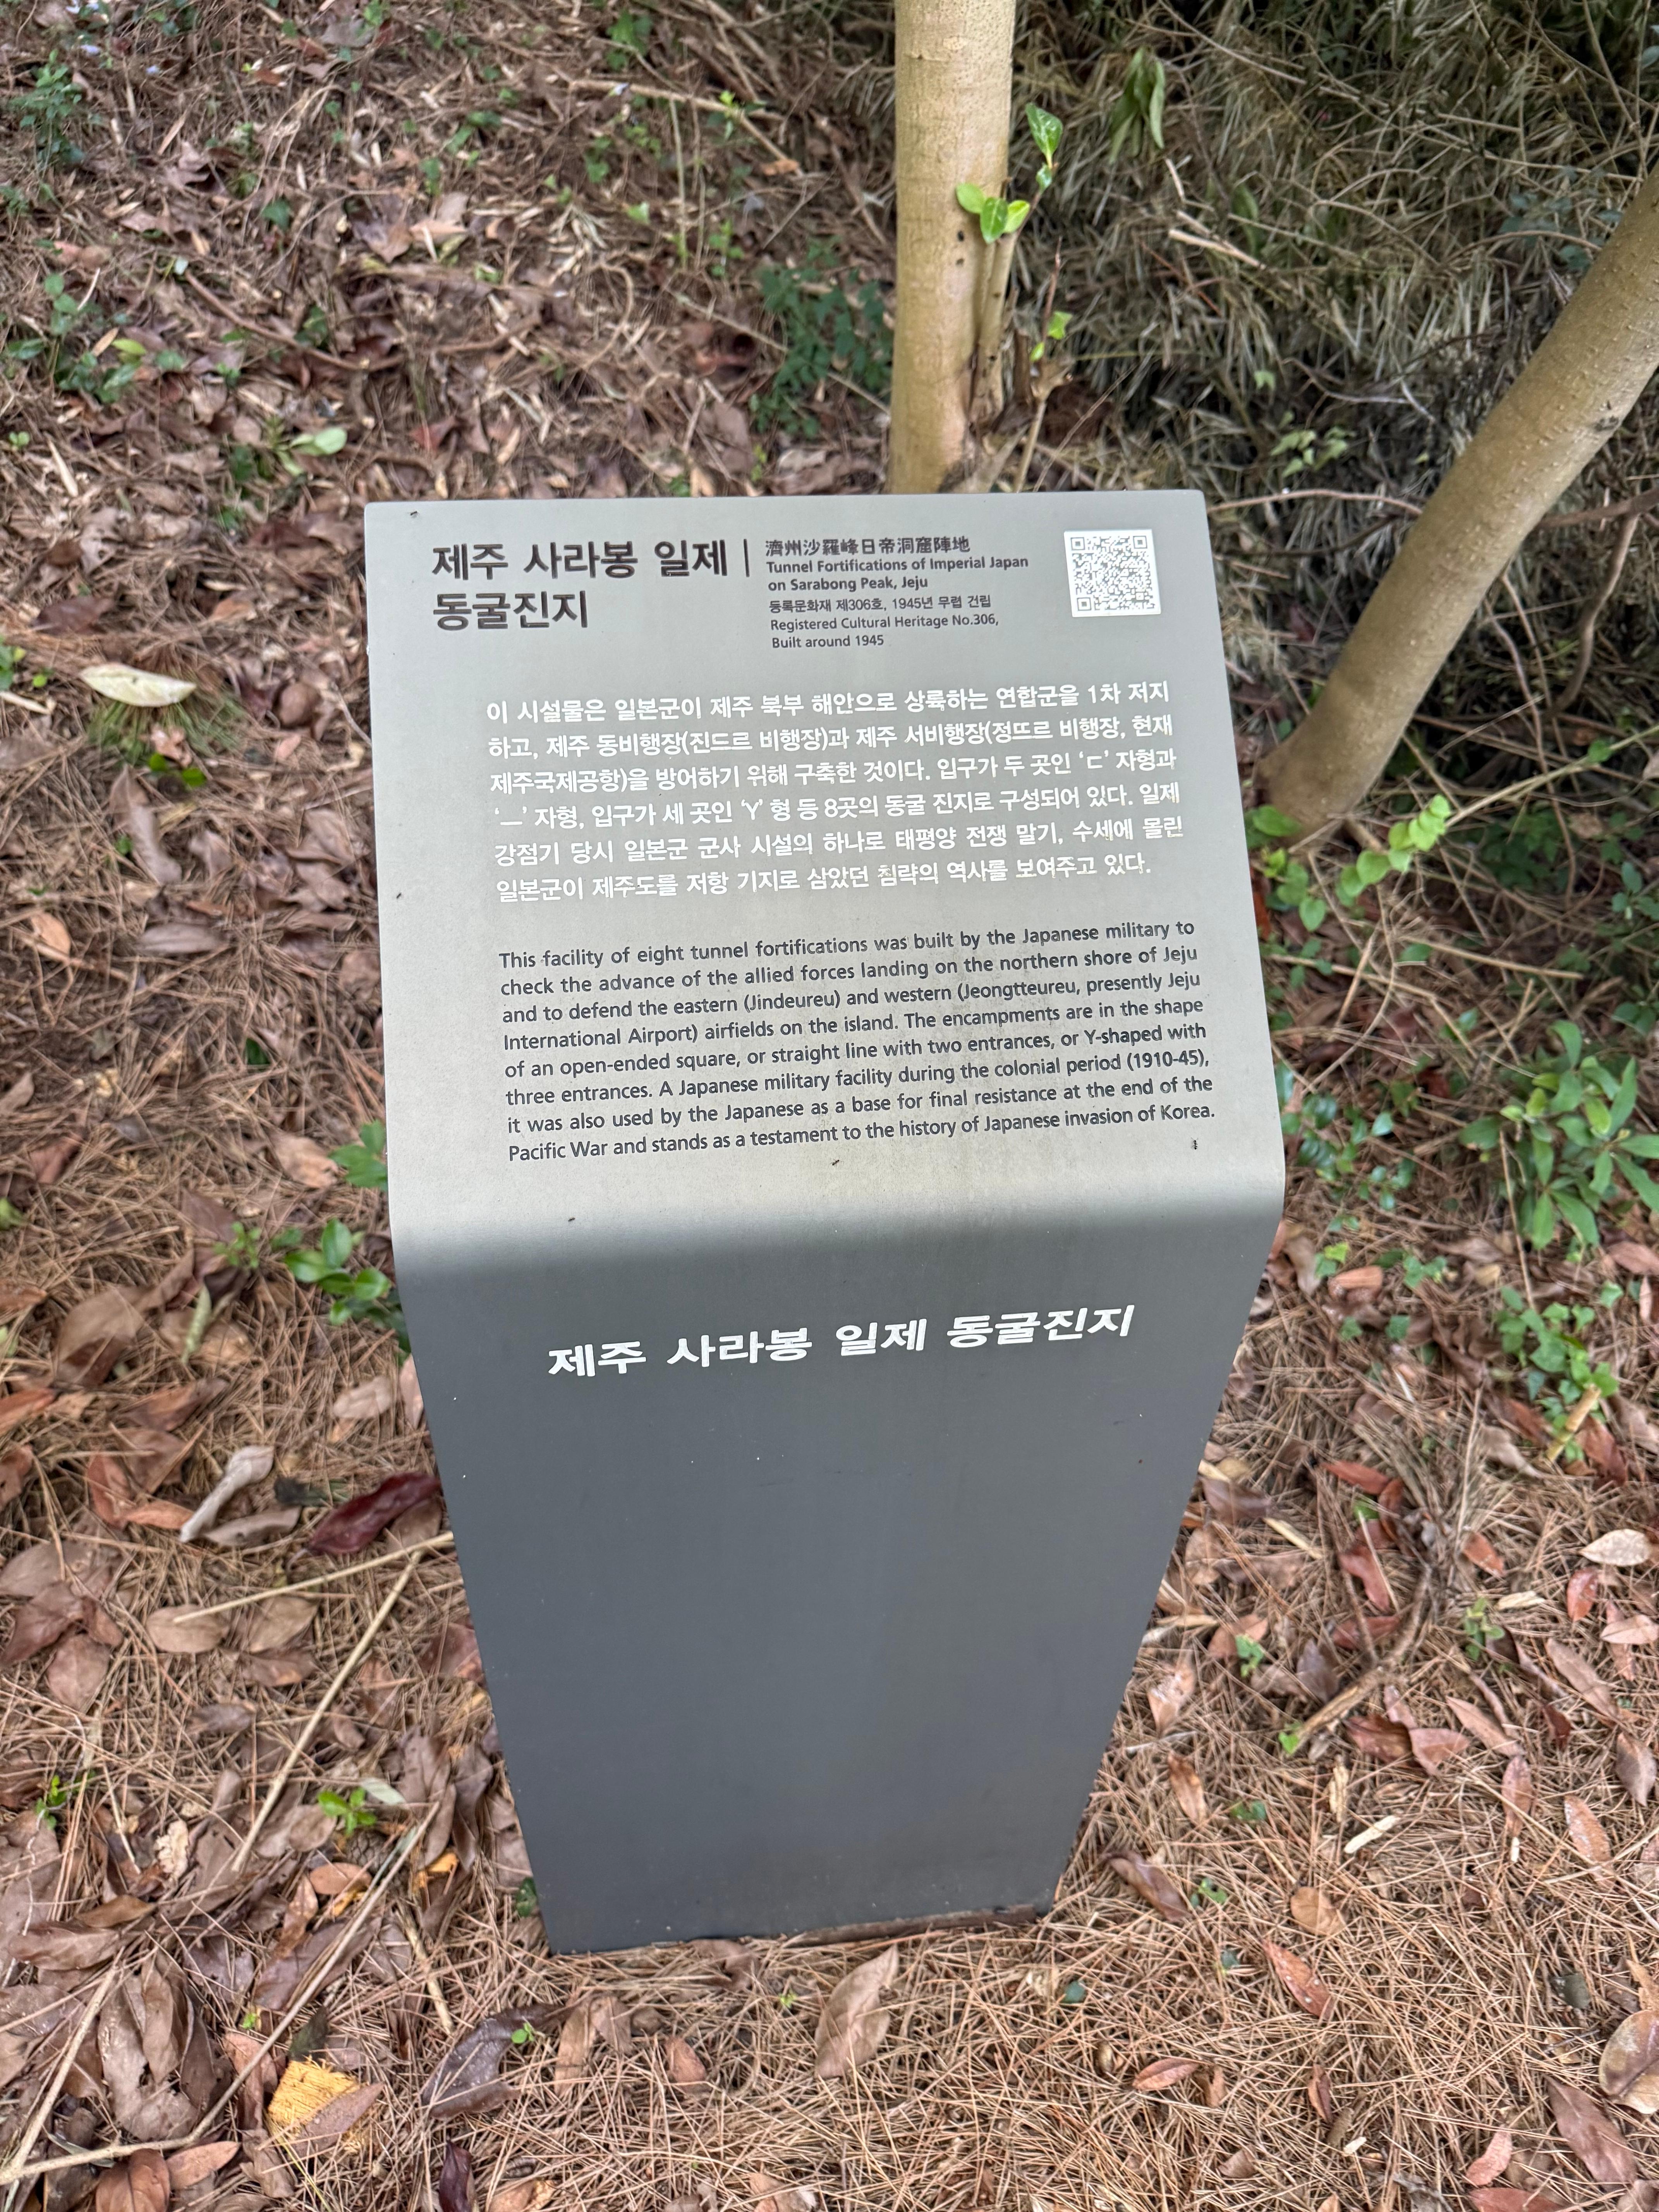 제주 사라봉 일제
동굴진지
濟州沙羅峰日帝洞窟陣地
Tunnel Fortifications of Imperial Japan
on Sarabong Peak, Jeju
등록문화재 제306호, 1945년 무렵 건립
Registered Cultural Heritage No.306,
Built around 1945
이 시설물은 일본군이 제주 북부 해안으로 상륙하는 연합군을 1차 저지
하고, 제주 동비행장(진드르 비행장)과 제주 서비행장(정뜨르 비행장, 현재
제주국제공항)을 방어하기 위해 구축한 것이다. 입구가 두 곳인 ‘ㄷ’ 자형과
‘ㅡ’ 자형, 입구가 세 곳인 ‘Y’ 형 등 8곳의 동굴 진지로 구성되어 있다. 일제
강점기 당시 일본군 군사 시설의 하나로 태평양 전쟁 말기, 수세에 몰린
일본군이 제주도를 저항 기지로 삼았던 침략의 역사를 보여주고 있다.
This facility of eight tunnel fortifications was built by the Japanese military to
check the advance of the allied forces landing on the northern shore of Jeju
and to defend the eastern (Jindeureu) and western (Jeongtteureu, presently Jeju
International Airport) airfields on the island. The encampments are in the shape
of an open-ended square, or straight line with two entrances, or Y-shaped with
three entrances. A Japanese military facility during the colonial period (1910-45),
it was also used by the Japanese as a base for final resistance at the end of the
Pacific War and stands as a testament to the history of Japanese invasion of Korea.
제주 사라봉 일제 동굴진지